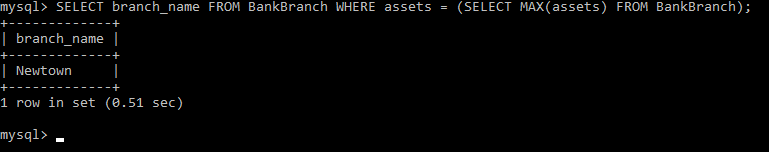 mysql> SELECT branch_name FROM BankBranch WHERE assets = (SELECT MAX(assets) FROM BankBranch);
+-------------+
| branch_name |
+-------------+
| Newtown     |
+-------------+
1 row in set (0.51 sec)
mysql>